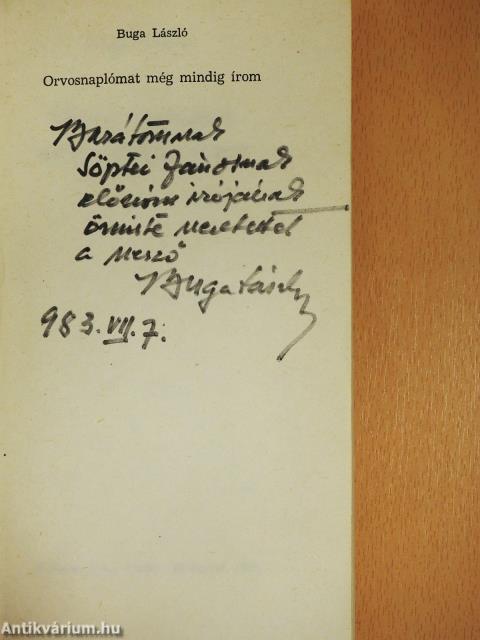 Buga László
Orvosnaplómat még mindig írom
Barátomnak
Söptei Jánosnak
írójának
őszinte szeretettel
a szerző
Buga László
983. VII. 7.
Antikvárium.hu